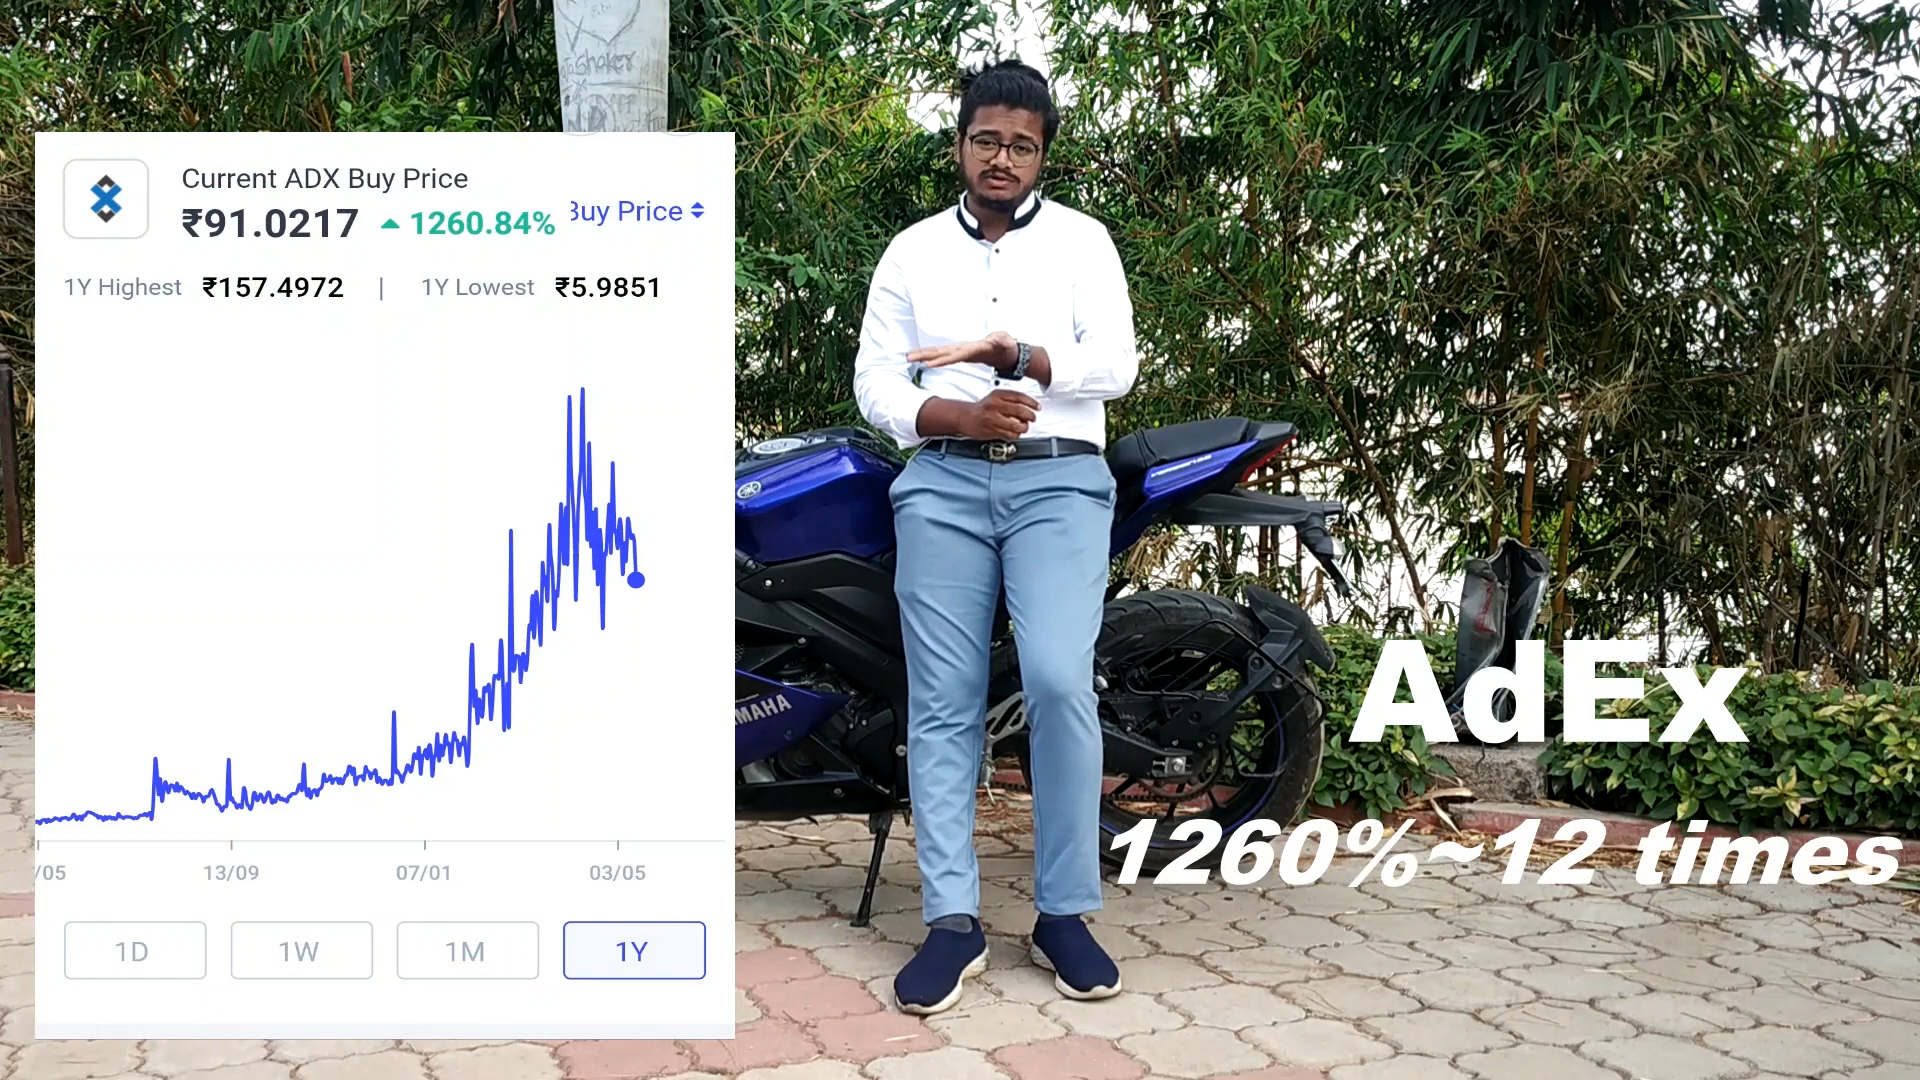 Shaker
Current ADX Buy Price
₹91.0217 ▲ 1260.84% Buy Price
1Y Highest ₹157.4972 | 1Y Lowest ₹5.9851
/05 13/09 07/01 03/05
1D 1W 1M 1Y
AdEx
1260%~12 times